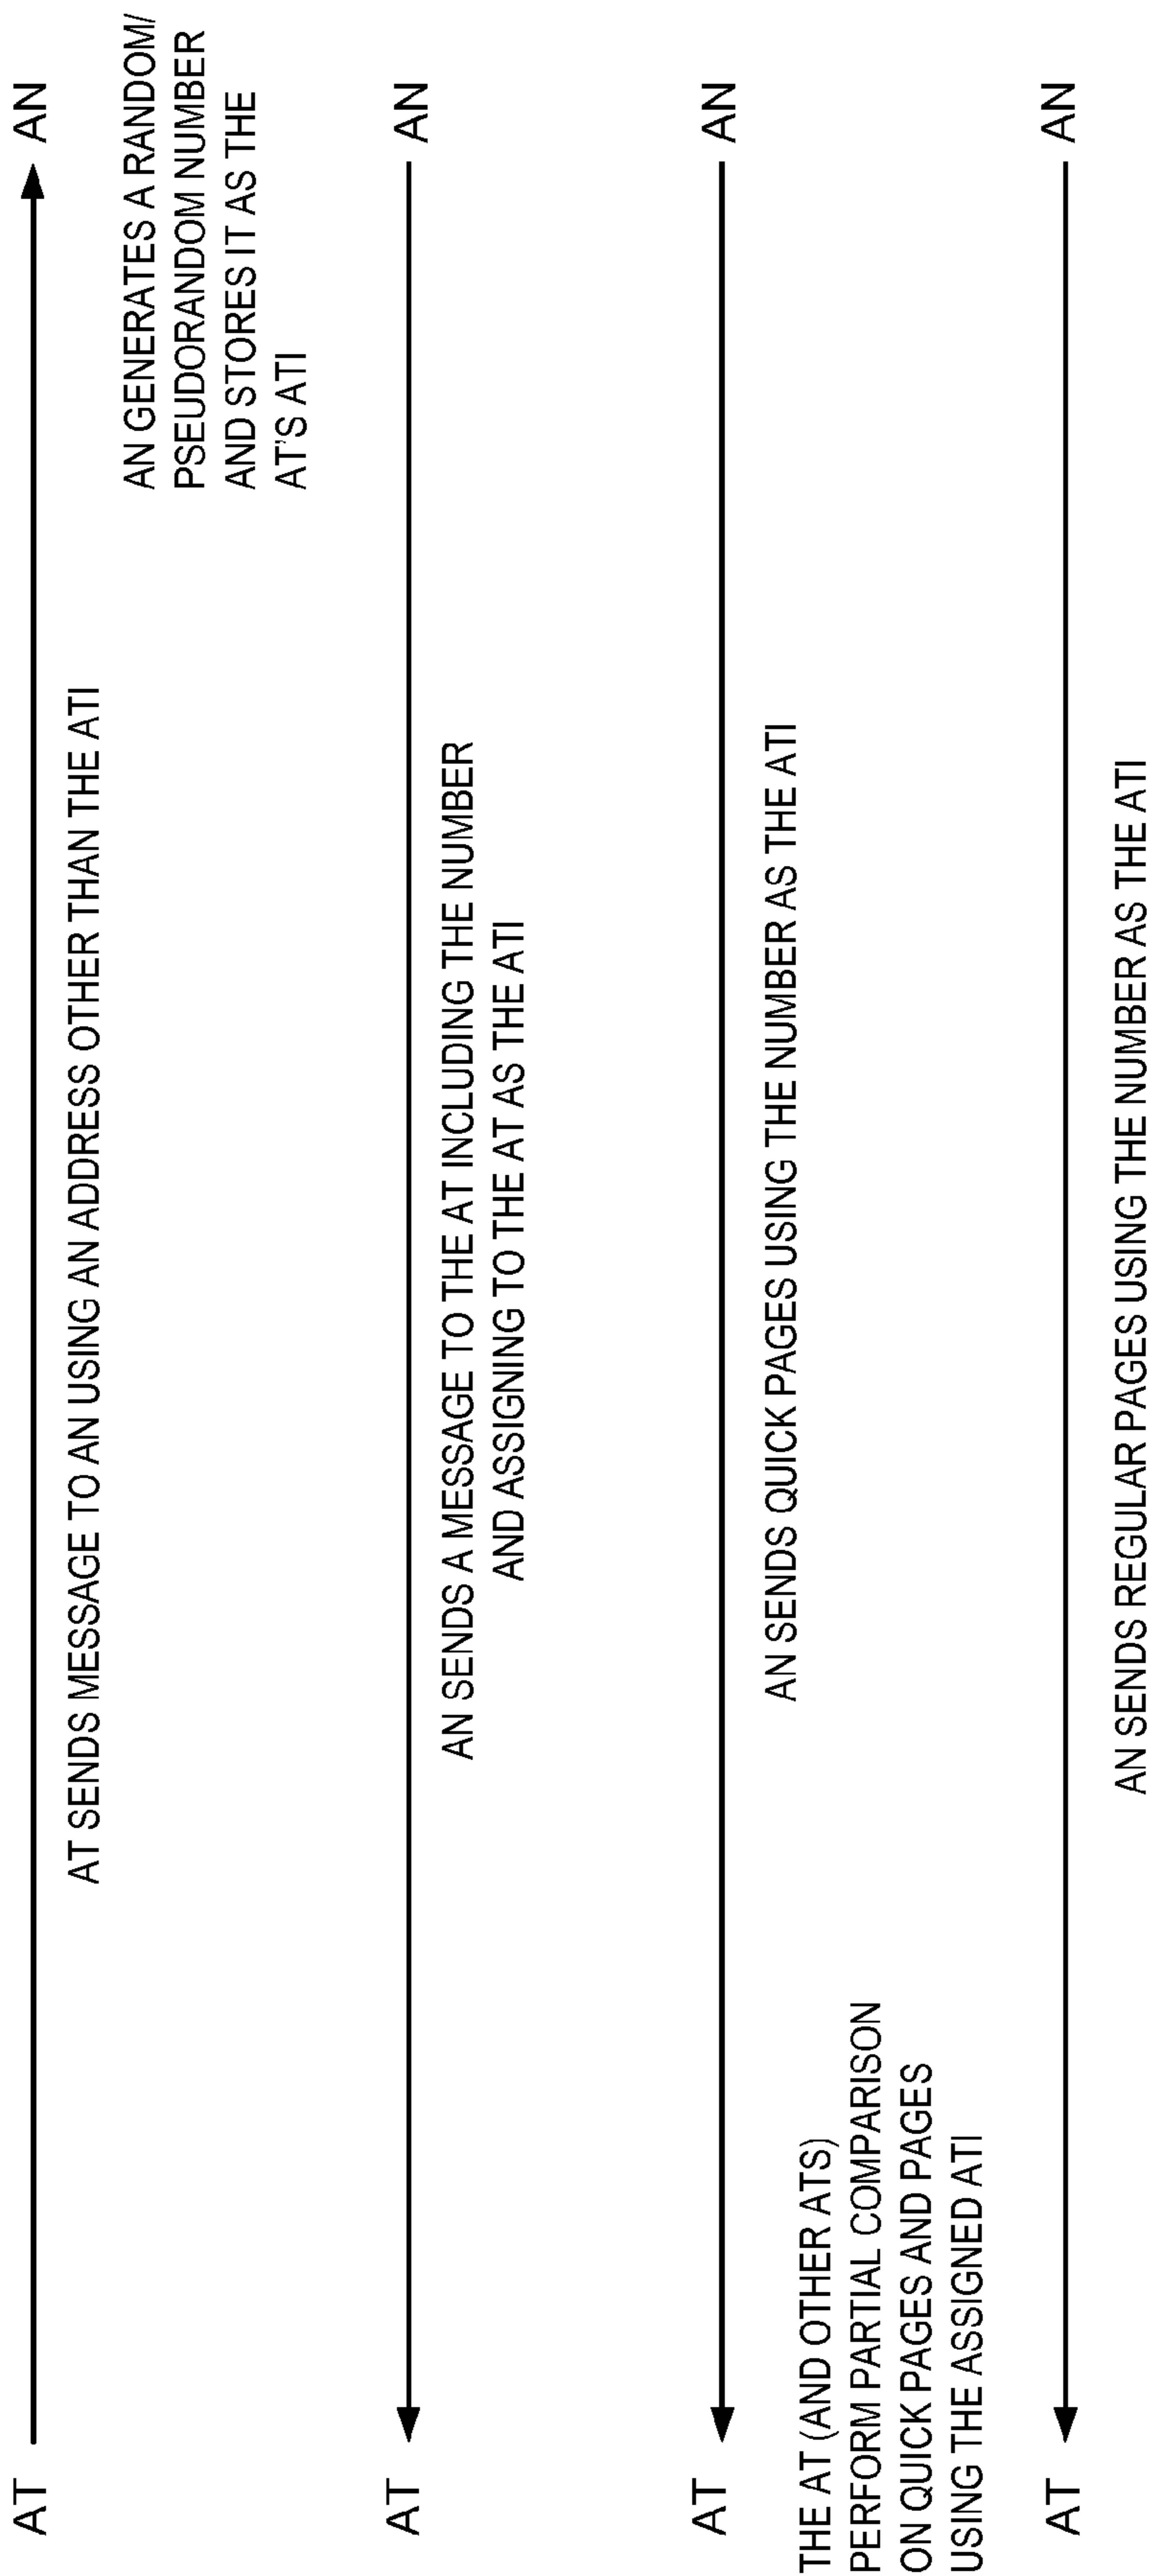 AT AN
AT SENDS MESSAGE TO AN USING AN ADDRESS OTHER THAN THE ATI
AN GENERATES A RANDOM/
PSEUDORANDOM NUMBER
AND STORES IT AS THE
AT'S ATI
AT AN
AN SENDS A MESSAGE TO THE AT INCLUDING THE NUMBER
AND ASSIGNING TO THE AT AS THE ATI
AT AN
AN SENDS QUICK PAGES USING THE NUMBER AS THE ATI
THE AT (AND OTHER ATS)
PERFORM PARTIAL COMPARISON
ON QUICK PAGES AND PAGES
USING THE ASSIGNED ATI
AT AN
AN SENDS REGULAR PAGES USING THE NUMBER AS THE ATI